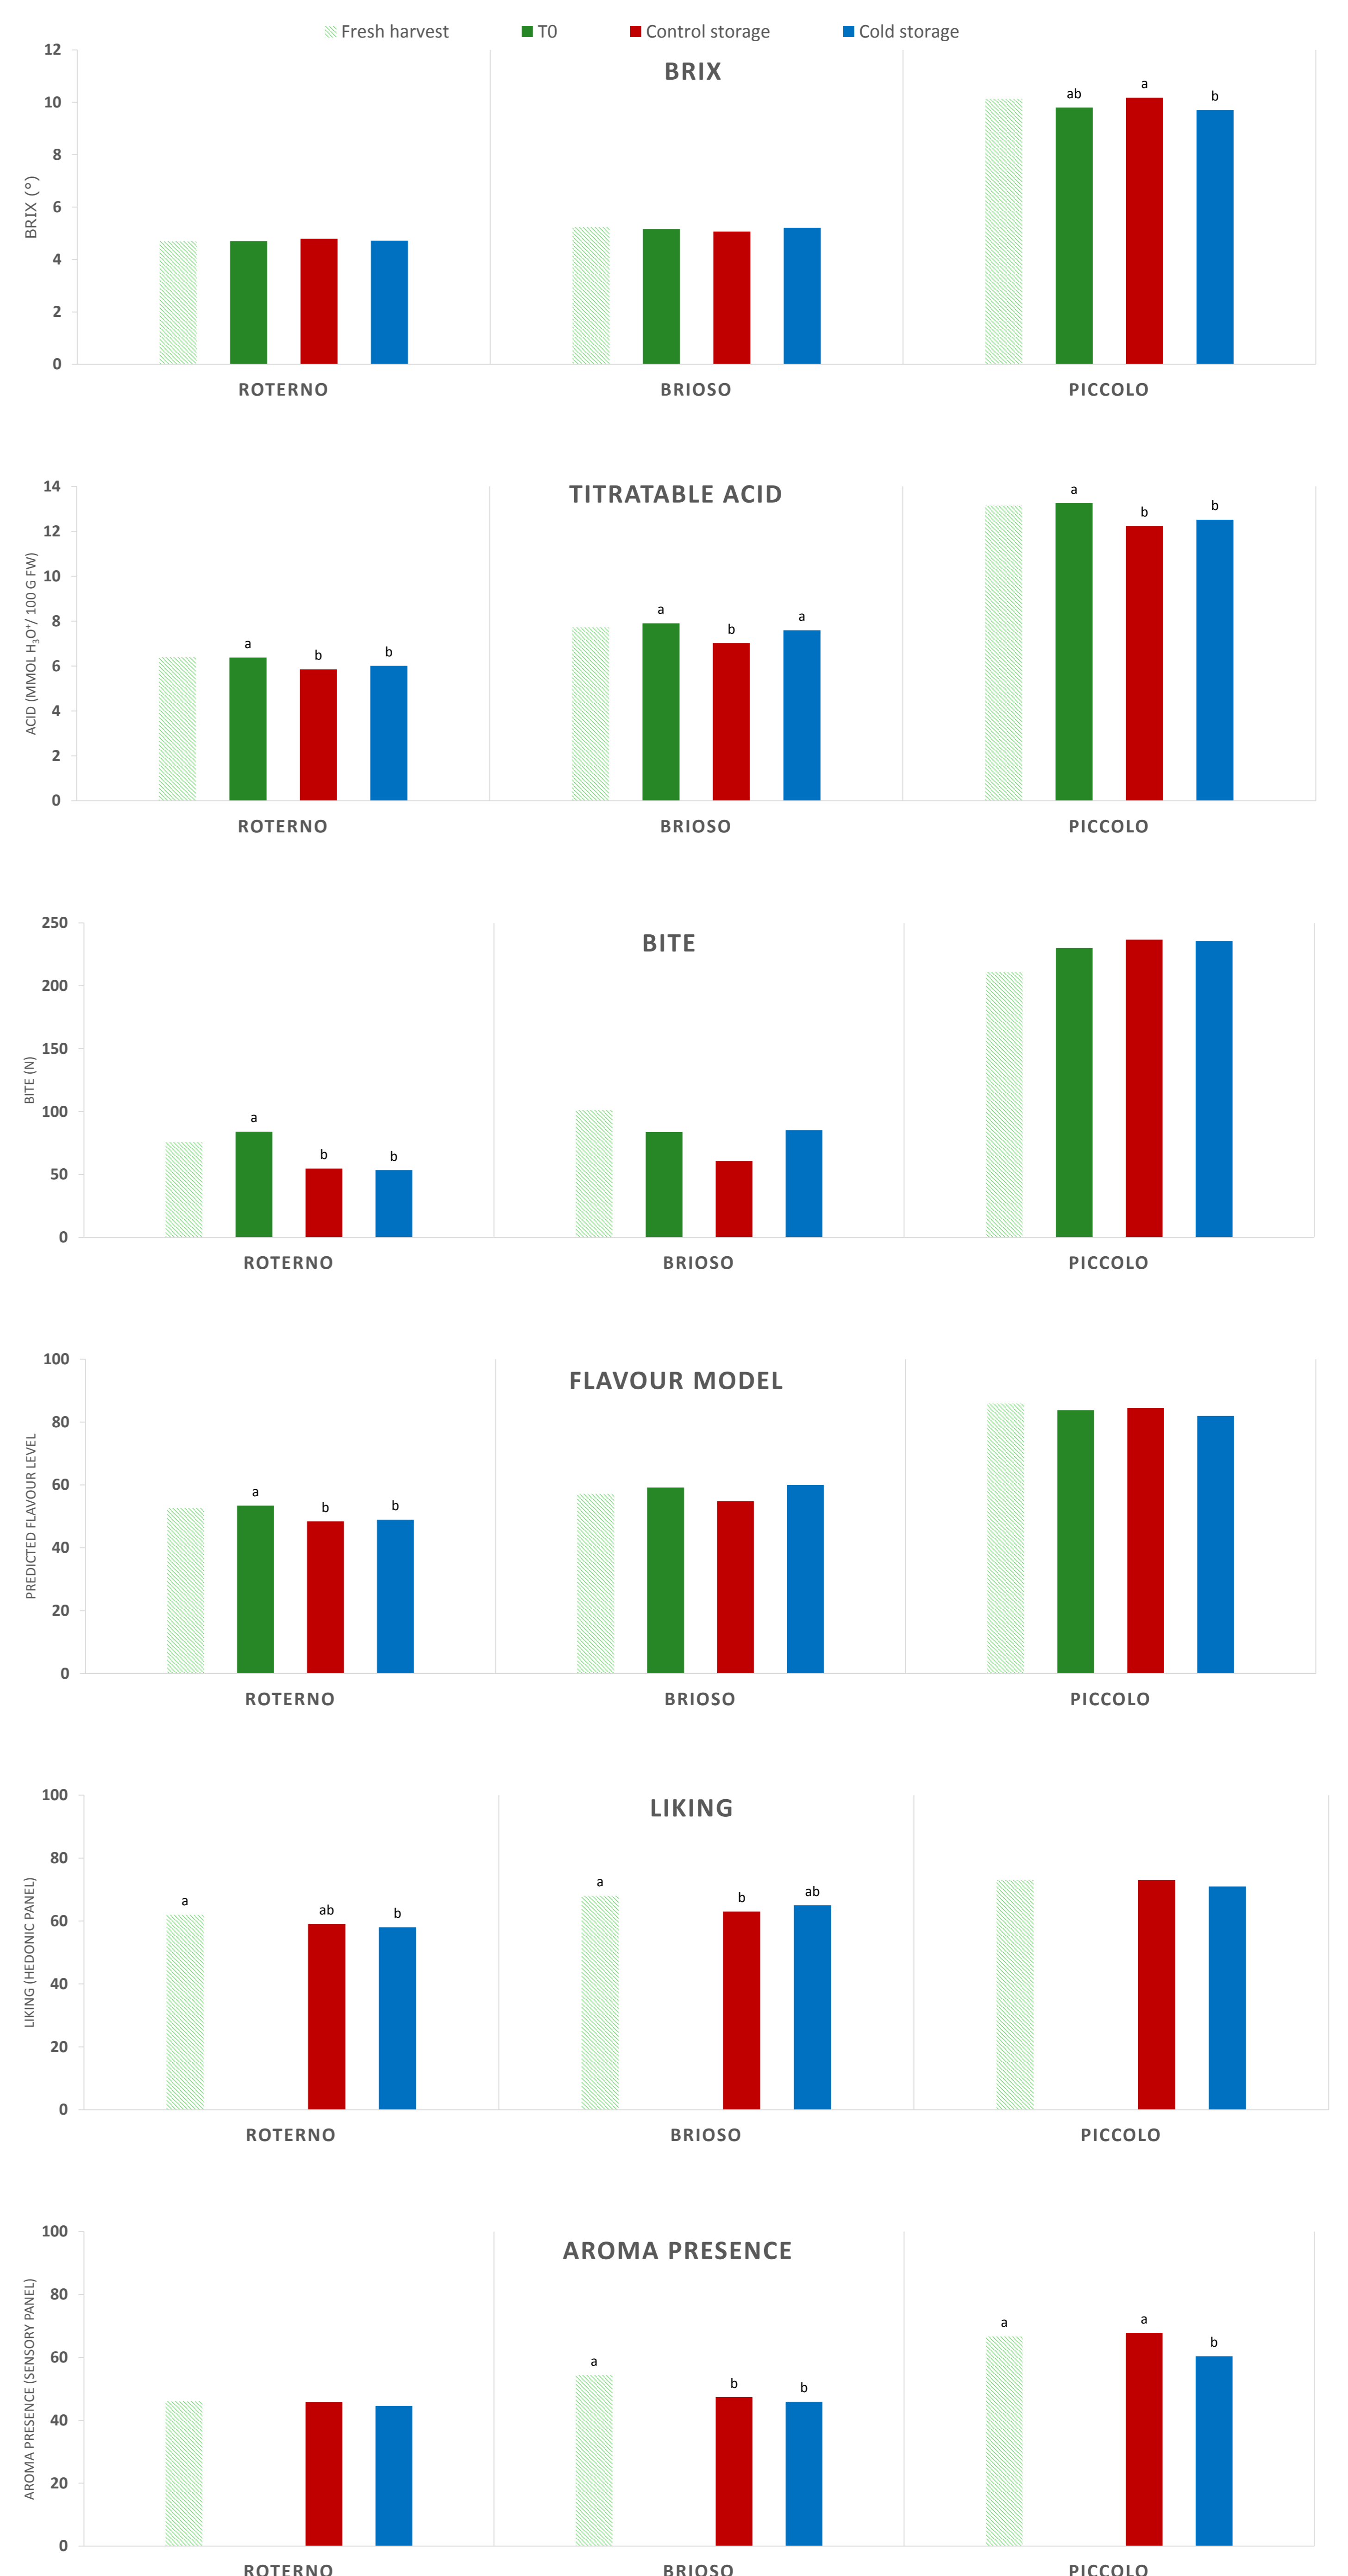 Fresh harvest T0 Control storage Cold storage
BRIX
BRIX (°)
12
10
8
6
4
2
0
ab a b
ROTERNO BRIOSO PICCOLO
TITRATABLE ACID
ACID (MMOL H₃O⁺/ 100 G FW)
14
12
10
8
6
4
2
0
a b b a b a a b b
ROTERNO BRIOSO PICCOLO
BITE
BITE (N)
250
200
150
100
50
0
a b b
ROTERNO BRIOSO PICCOLO
FLAVOUR MODEL
PREDICTED FLAVOUR LEVEL
100
80
60
40
20
0
a b b
ROTERNO BRIOSO PICCOLO
LIKING
LIKING (HEDONIC PANEL)
100
80
60
40
20
0
a ab b a b ab
ROTERNO BRIOSO PICCOLO
AROMA PRESENCE
AROMA PRESENCE (SENSORY PANEL)
100
80
60
40
20
0
a b b a a b
ROTERNO BRIOSO PICCOLO